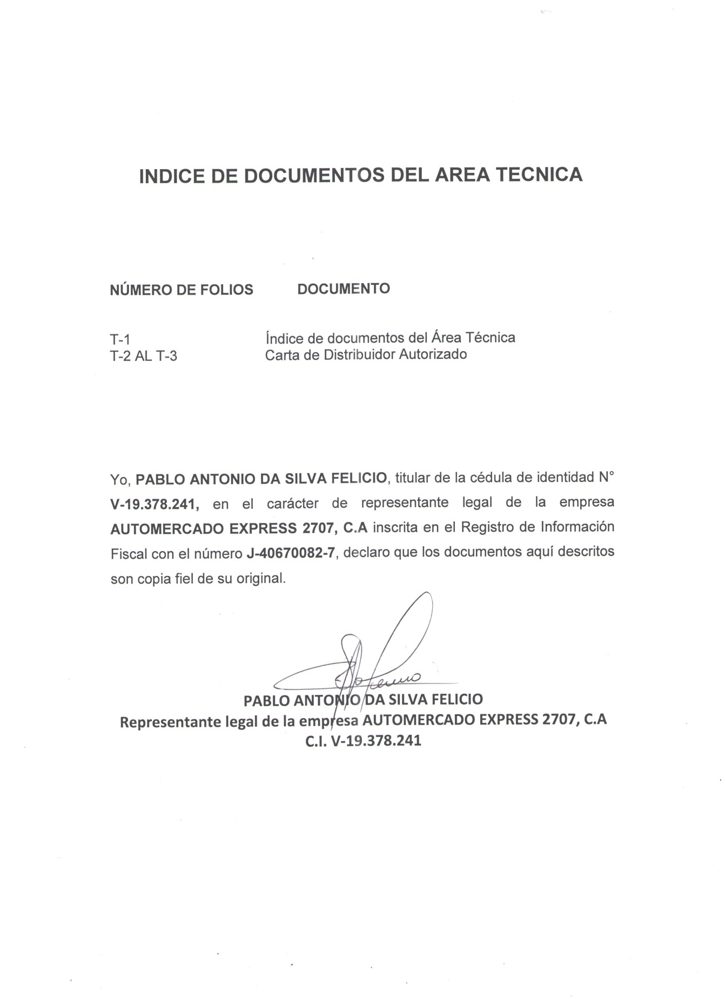 INDICE DE DOCUMENTOS DEL AREA TECNICA
NÚMERO DE FOLIOS DOCUMENTO
T-1 Índice de documentos del Área Técnica
T-2 AL T-3 Carta de Distribuidor Autorizado
Yo, PABLO ANTONIO DA SILVA FELICIO, titular de la cédula de identidad N°
V-19.378.241, en el carácter de representante legal de la empresa
AUTOMERCADO EXPRESS 2707, C.A inscrita en el Registro de Información
Fiscal con el número J-40670082-7, declaro que los documentos aquí descritos
son copia fiel de su original.
PABLO ANTONIO DA SILVA FELICIO
Representante legal de la empresa AUTOMERCADO EXPRESS 2707, C.A
C.I. V-19.378.241